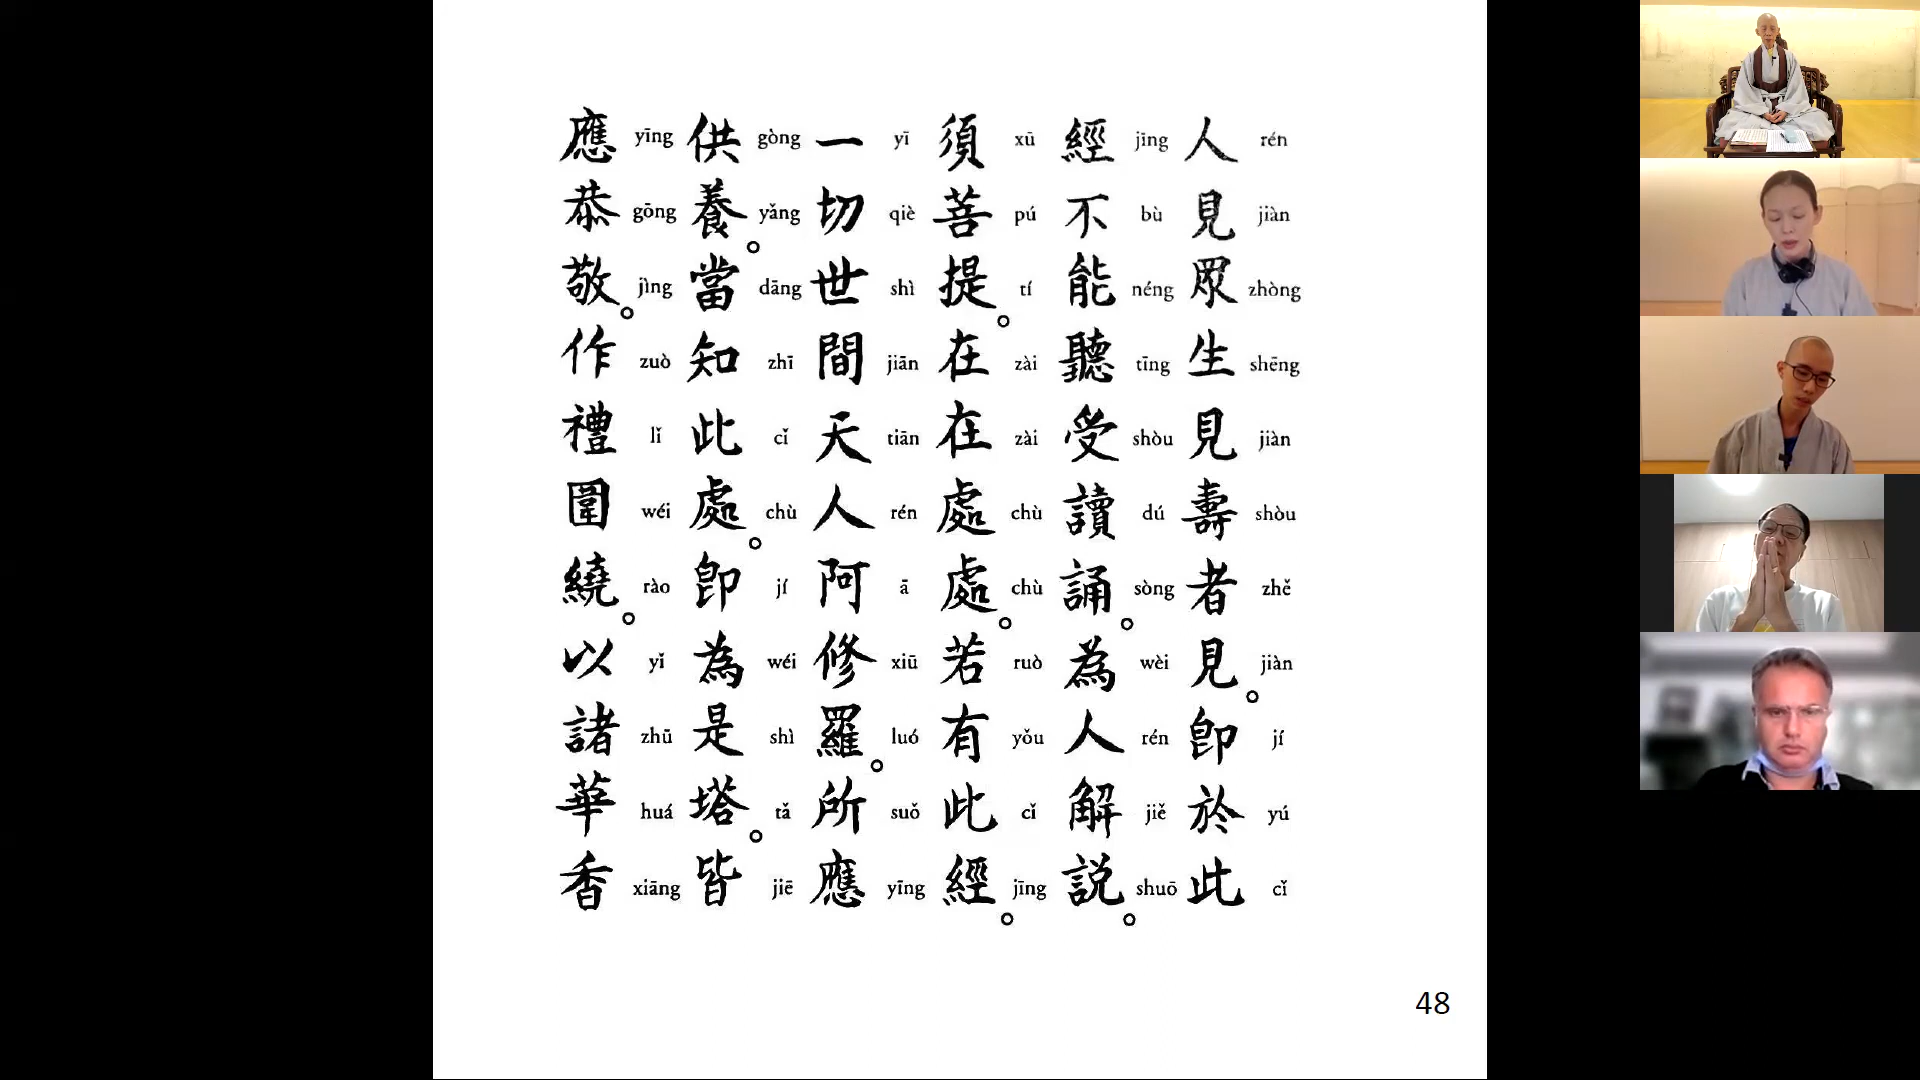 人見眾生見壽者見。卽於此
rén jiàn zhòng shēng jiàn shòu zhě jiàn jí yú cǐ
經不能聽受讀誦。為人解説。
jīng bù néng tīng shòu dú sòng wèi rén jiě shuō
須菩提。在在處處。若有此經。
xū pú tí zài zài chù chù ruò yǒu cǐ jīng
一切世間天人阿修羅。所應
yī qiè shì jiān tiān rén ā xiū luó suǒ yīng
供養。當知此處。卽為是塔。皆
gòng yǎng dāng zhī cǐ chù jí wéi shì tǎ jiē
應恭敬。作禮圍繞。以諸華香
yīng gōng jìng zuò lǐ wéi rào yǐ zhū huá xiāng
48